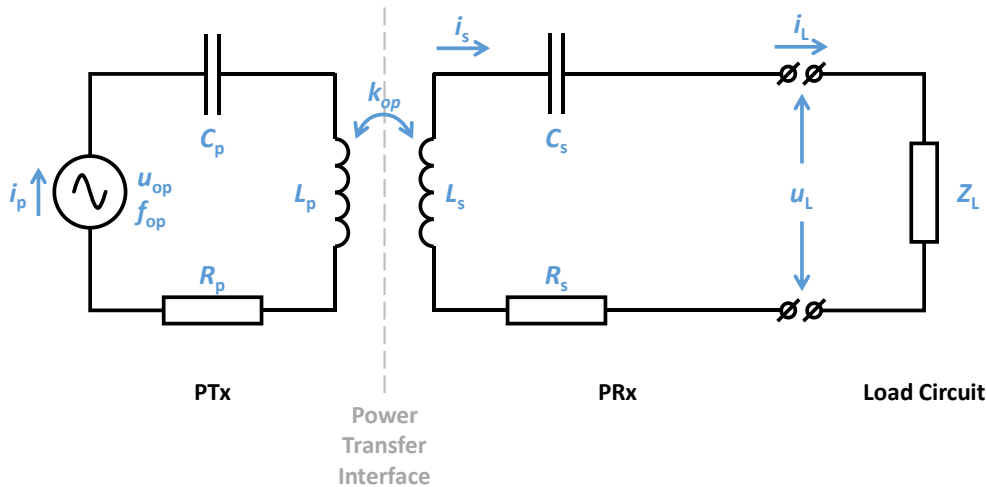 i_s
i_L
k_op
C_p
C_s
i_p
u_op
f_op
L_p
L_s
u_L
Z_L
R_p
R_s
PTx
PRx
Load Circuit
Power
Transfer
Interface